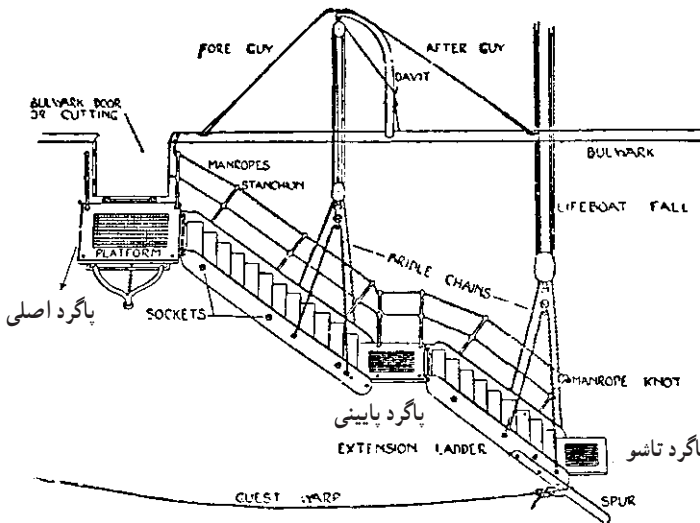 FORE GUY
AFTER GUY
DAVIT
BULWARK DOOR
OR CUTTING
BULWARK
MANROPES
STANCHION
LIFEBOAT FALL
PLATFORM
BRIDLE CHAINS
پاگرد اصلی
SOCKETS
MANROPE KNOT
پاگرد پایینی
EXTENSION LADDER
پاگرد تاشو
GUEST WARP
SPUR